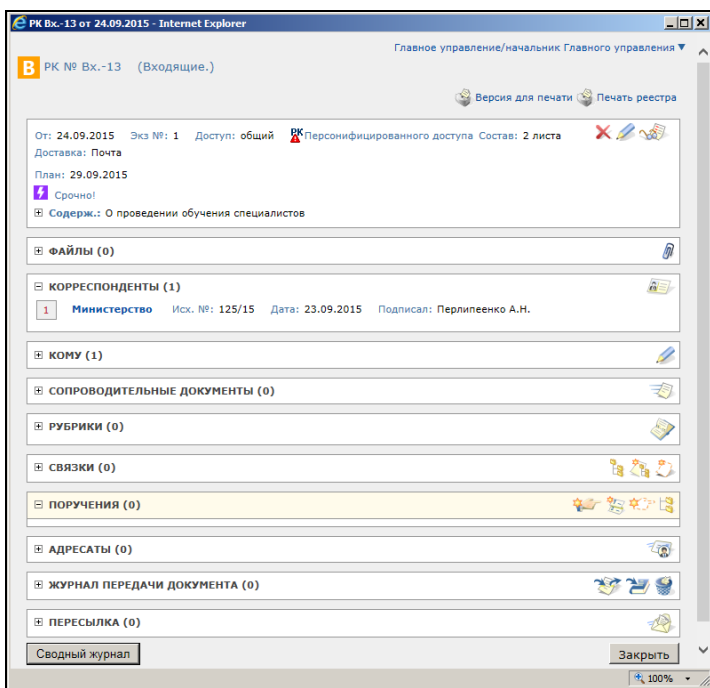 РК Вх.-13 от 24.09.2015 - Internet Explorer
Главное управление/начальник Главного управления ▼
В РК № Вх.-13 (Входящие.)
Версия для печати Печать реестра
От: 24.09.2015 Экз №: 1 Доступ: общий РК Персонифицированного доступа Состав: 2 листа
Доставка: Почта
План: 29.09.2015
Срочно!
Содерж.: О проведении обучения специалистов
ФАЙЛЫ (0)
КОРРЕСПОНДЕНТЫ (1)
1 Министерство Исх. №: 125/15 Дата: 23.09.2015 Подписал: Перлипеенко А.Н.
КОМУ (1)
СОПРОВОДИТЕЛЬНЫЕ ДОКУМЕНТЫ (0)
РУБРИКИ (0)
СВЯЗКИ (0)
ПОРУЧЕНИЯ (0)
АДРЕСАТЫ (0)
ЖУРНАЛ ПЕРЕДАЧИ ДОКУМЕНТА (0)
ПЕРЕСЫЛКА (0)
Сводный журнал Закрыть
100%